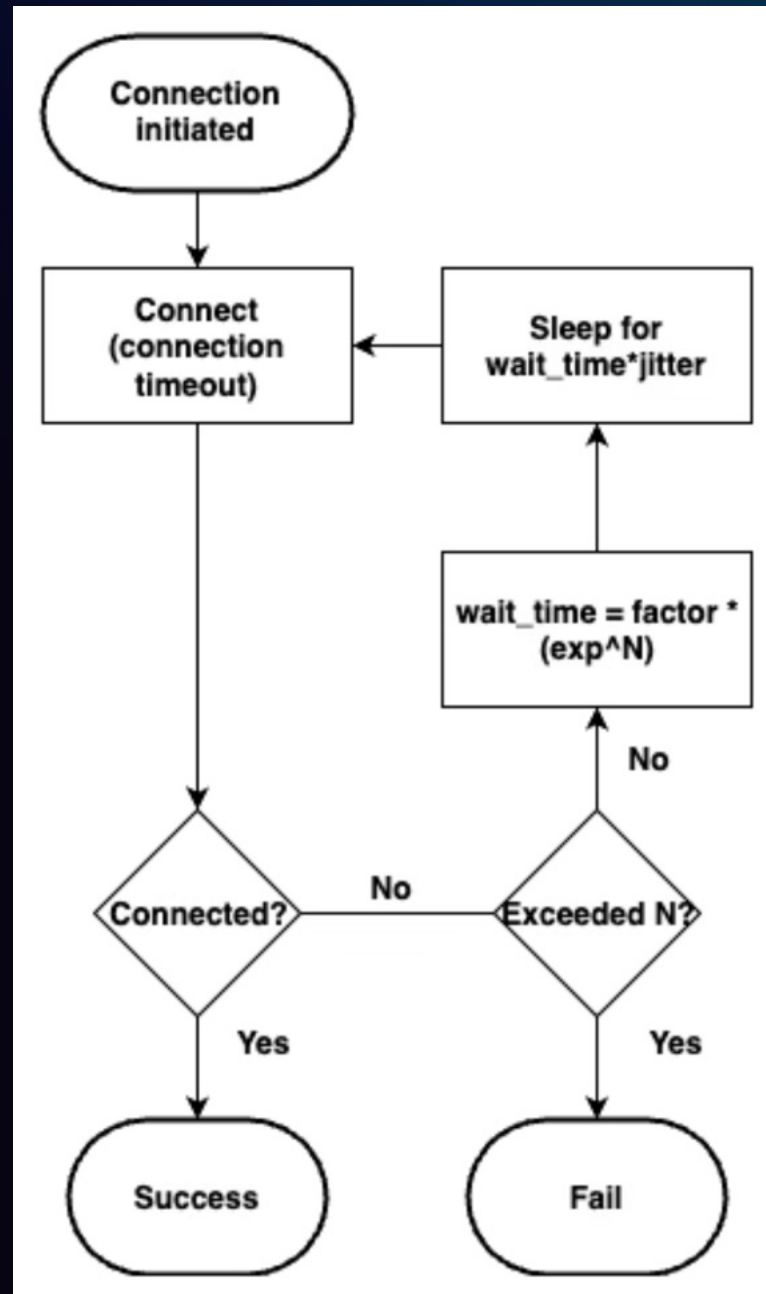 Connection
initiated
Connect
(connection
timeout)
Sleep for
wait_time*jitter
wait_time = factor *
(exp^N)
No
Connected?
No
Exceeded N?
Yes
Yes
Success
Fail